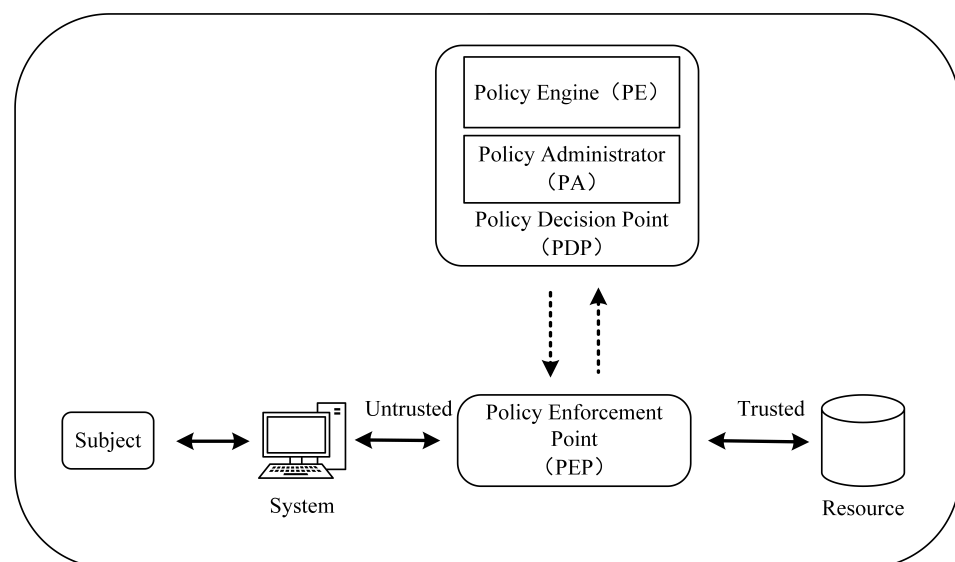 Policy Engine（PE）
Policy Administrator
（PA）
Policy Decision Point
（PDP）
Subject
System
Untrusted
Policy Enforcement
Point
（PEP）
Trusted
Resource